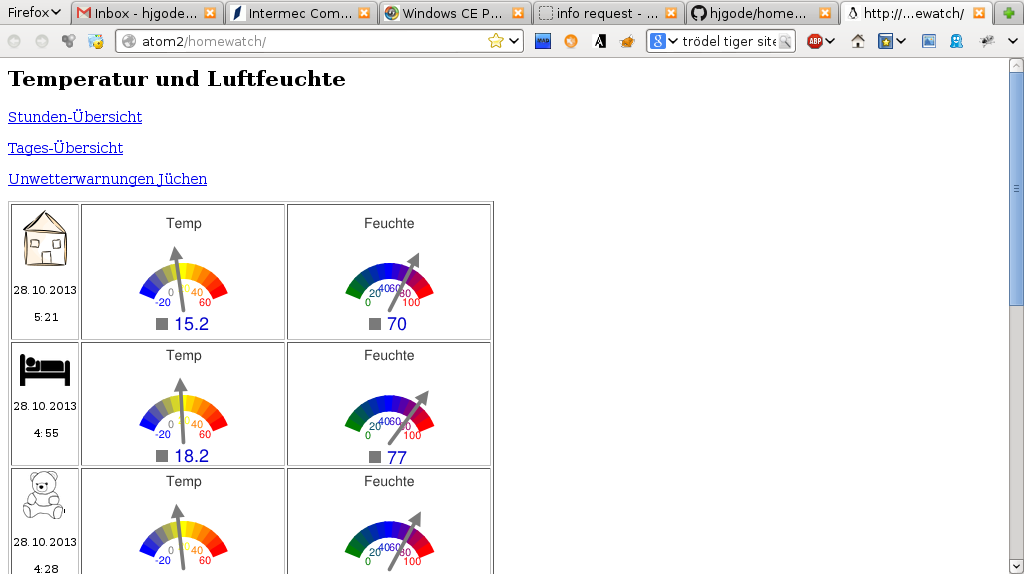 Firefox
Inbox - hjgode...
Intermec Com...
Windows CE P...
info request - ...
hjgode/home...
http://...ewatch/
atom2/homewatch/
MAP
A
8
trödel tiger site
ABP
Temperatur und Luftfeuchte
Stunden-Übersicht
Tages-Übersicht
Unwetterwarnungen Jüchen
Temp
Feuchte
28.10.2013
5:21
-20
0
20
40
60
0
20
40
60
80
100
15.2
70
Temp
Feuchte
28.10.2013
4:55
-20
0
20
40
60
0
20
40
60
80
100
18.2
77
Temp
Feuchte
28.10.2013
4:28
-20
0
20
40
60
0
20
40
60
80
100